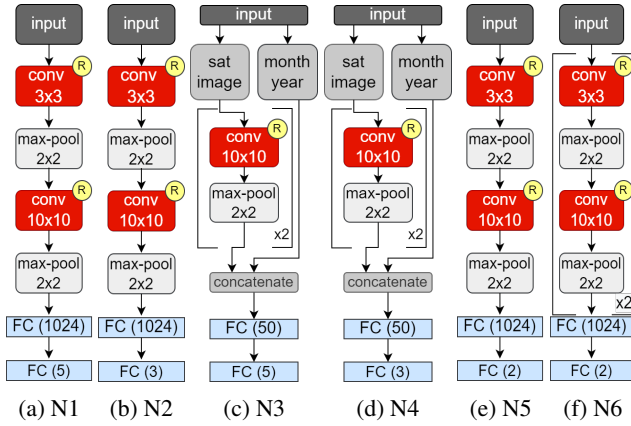 input
R
conv
3x3
max-pool
2x2
R
conv
10x10
max-pool
2x2
FC (1024)
FC (5)
(a) N1
input
R
conv
3x3
max-pool
2x2
R
conv
10x10
max-pool
2x2
FC (1024)
FC (3)
(b) N2
input
sat
image
month
year
R
conv
10x10
max-pool
2x2
x2
concatenate
FC (50)
FC (5)
(c) N3
input
sat
image
month
year
R
conv
10x10
max-pool
2x2
x2
concatenate
FC (50)
FC (3)
(d) N4
input
R
conv
3x3
max-pool
2x2
R
conv
10x10
max-pool
2x2
FC (1024)
FC (2)
(e) N5
input
R
conv
3x3
max-pool
2x2
R
conv
10x10
max-pool
2x2
x2
FC (1024)
FC (2)
(f) N6